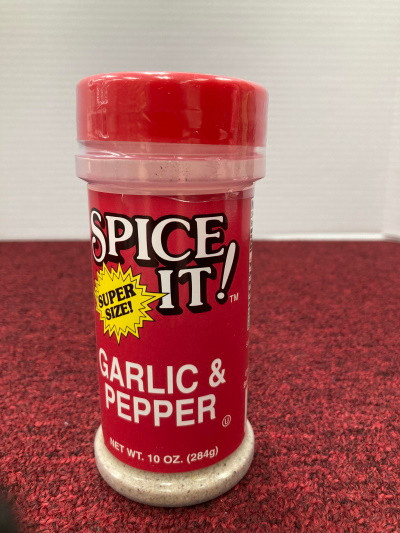 SPICE
IT!™
SUPER
SIZE!
GARLIC &
PEPPER
U
NET WT. 10 OZ. (284g)